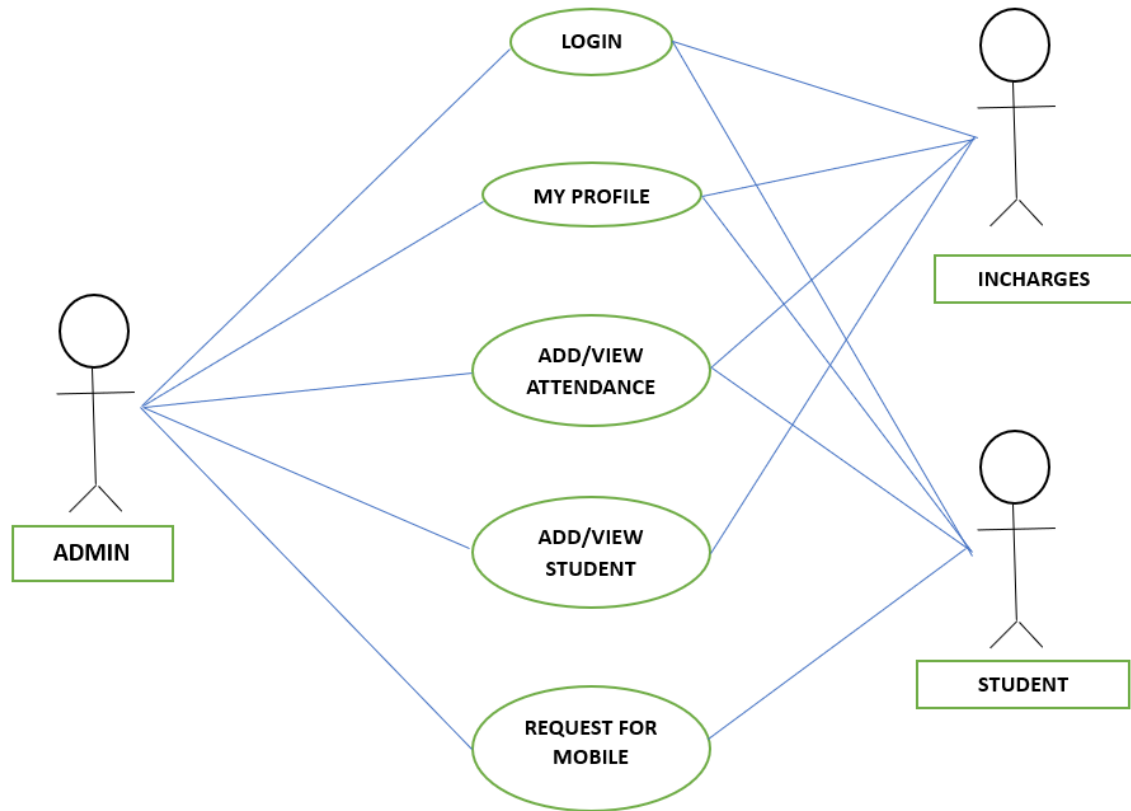 LOGIN
MY PROFILE
INCHARGES
ADD/VIEW
ATTENDANCE
ADMIN
ADD/VIEW
STUDENT
STUDENT
REQUEST FOR
MOBILE